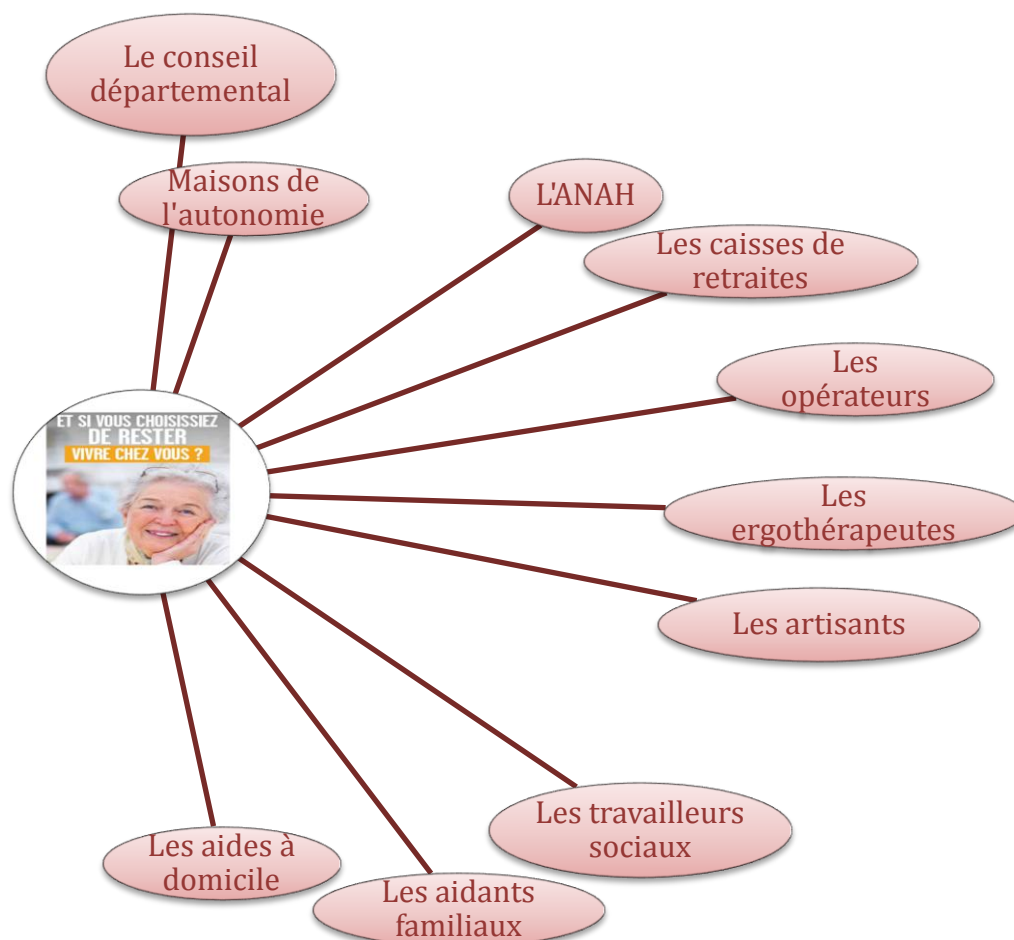 Le conseil
départemental
Maisons de
l'autonomie
L'ANAH
Les caisses de
retraites
Les
opérateurs
Les
ergothérapeutes
Les artisants
Les travailleurs
sociaux
Les aidants
familiaux
Les aides à
domicile
ET SI VOUS CHOISISSIEZ
DE RESTER
VIVRE CHEZ VOUS ?